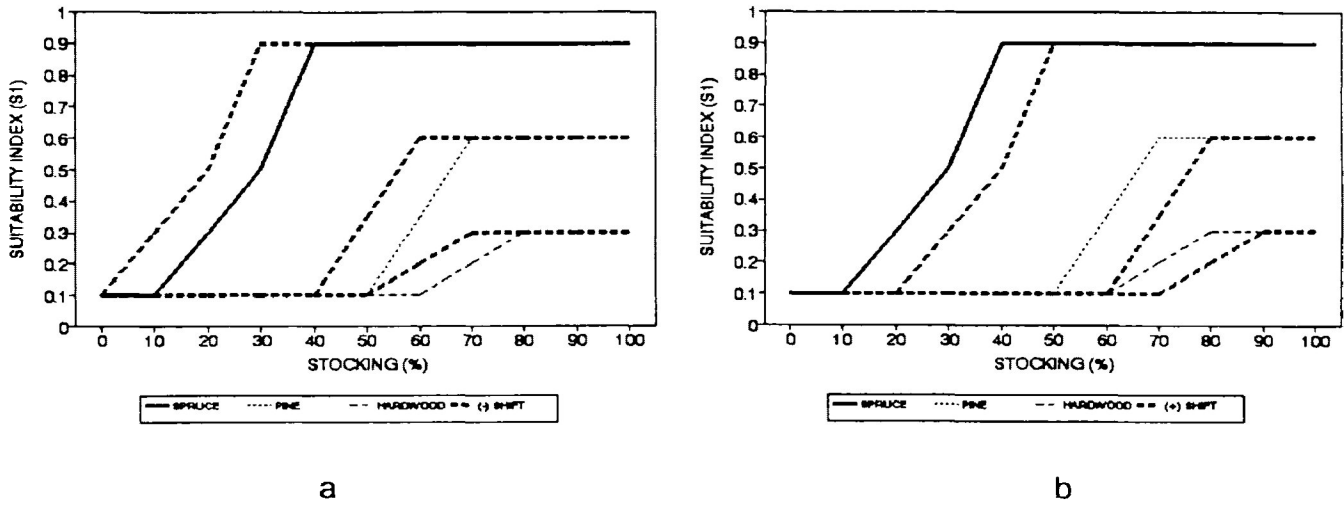 1
0.9
0.8
0.7
0.6
0.5
0.4
0.3
0.2
0.1
0
SUITABILITY INDEX (S1)
0 10 20 30 40 50 60 70 80 90 100
STOCKING (%)
SPRUCE PINE HARDWOOD (-) SHIFT
a
1
0.9
0.8
0.7
0.6
0.5
0.4
0.3
0.2
0.1
0
SUITABILITY INDEX (S1)
0 10 20 30 40 50 60 70 80 90 100
STOCKING (%)
SPRUCE PINE HARDWOOD (+) SHIFT
b